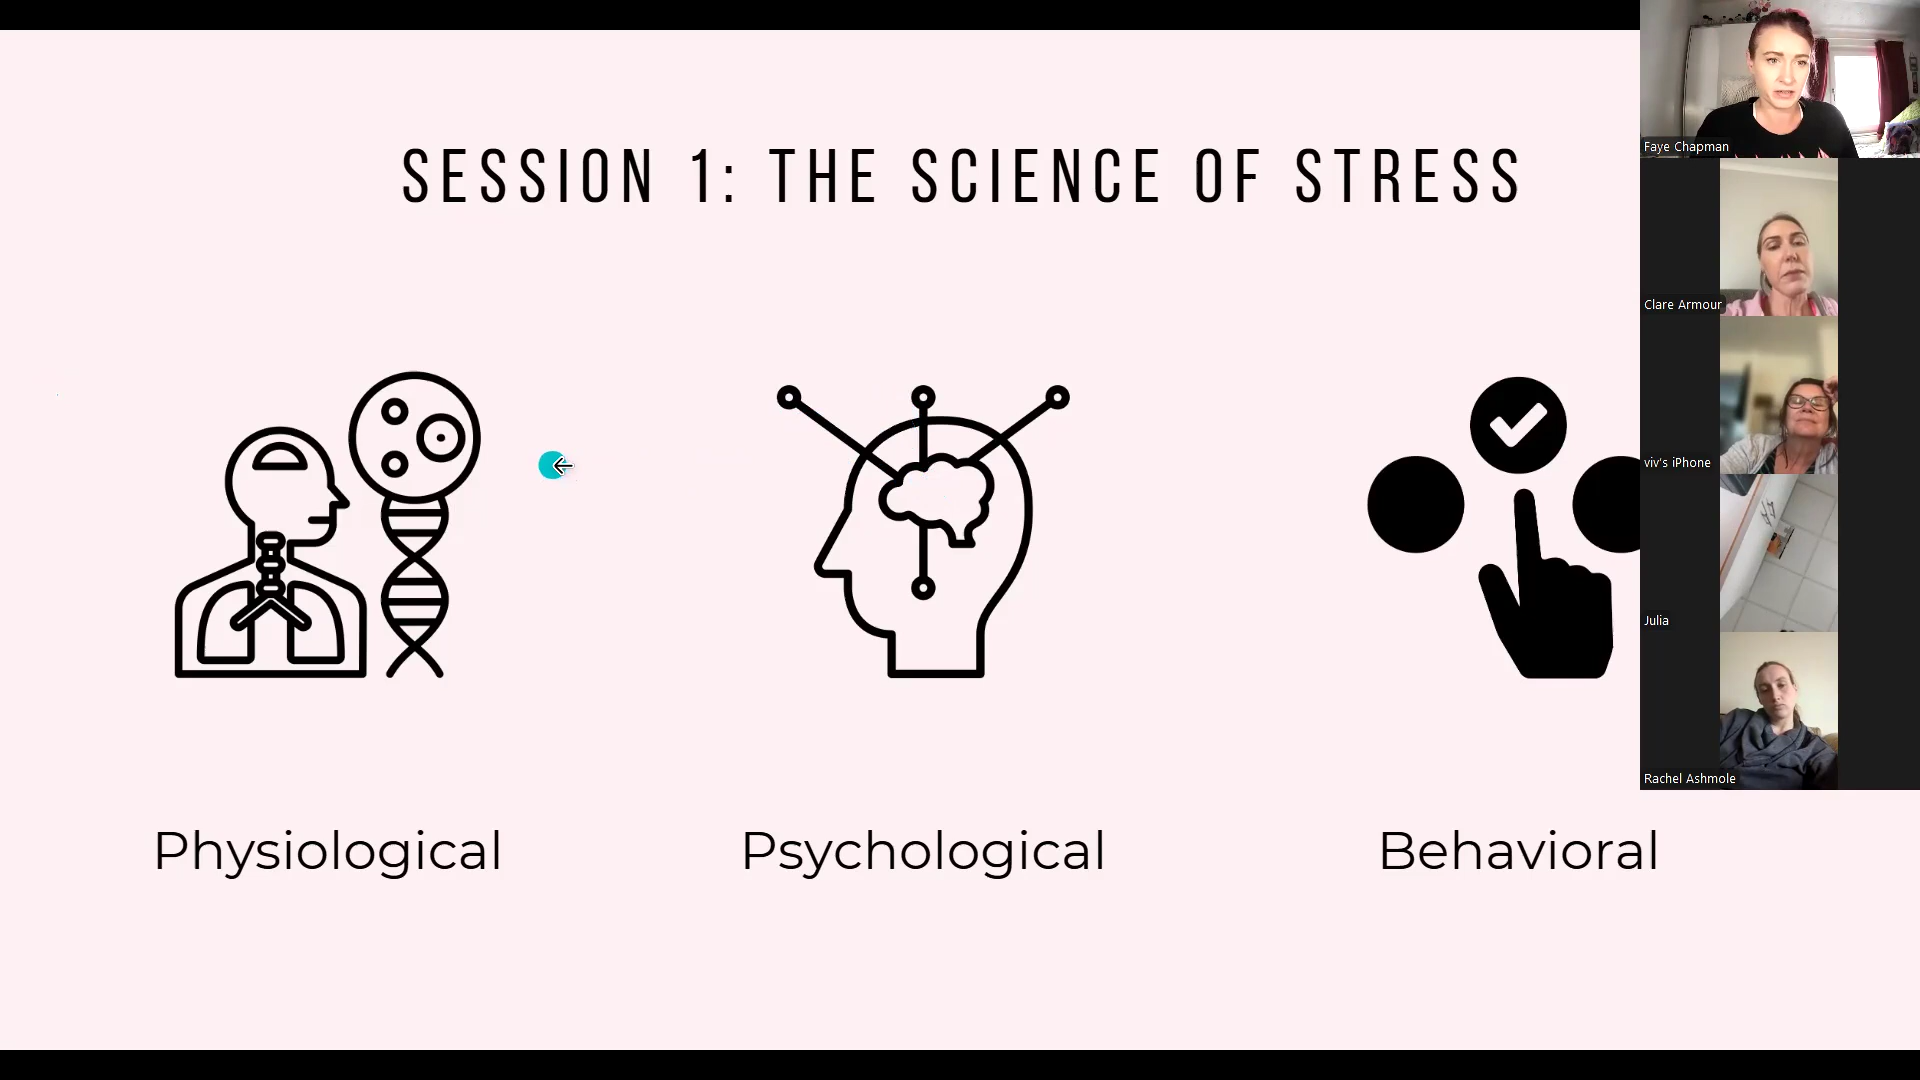 SESSION 1: THE SCIENCE OF STRESS
Physiological
Psychological
Behavioral
Faye Chapman
Clare Armour
viv's iPhone
Julia
Rachel Ashmole